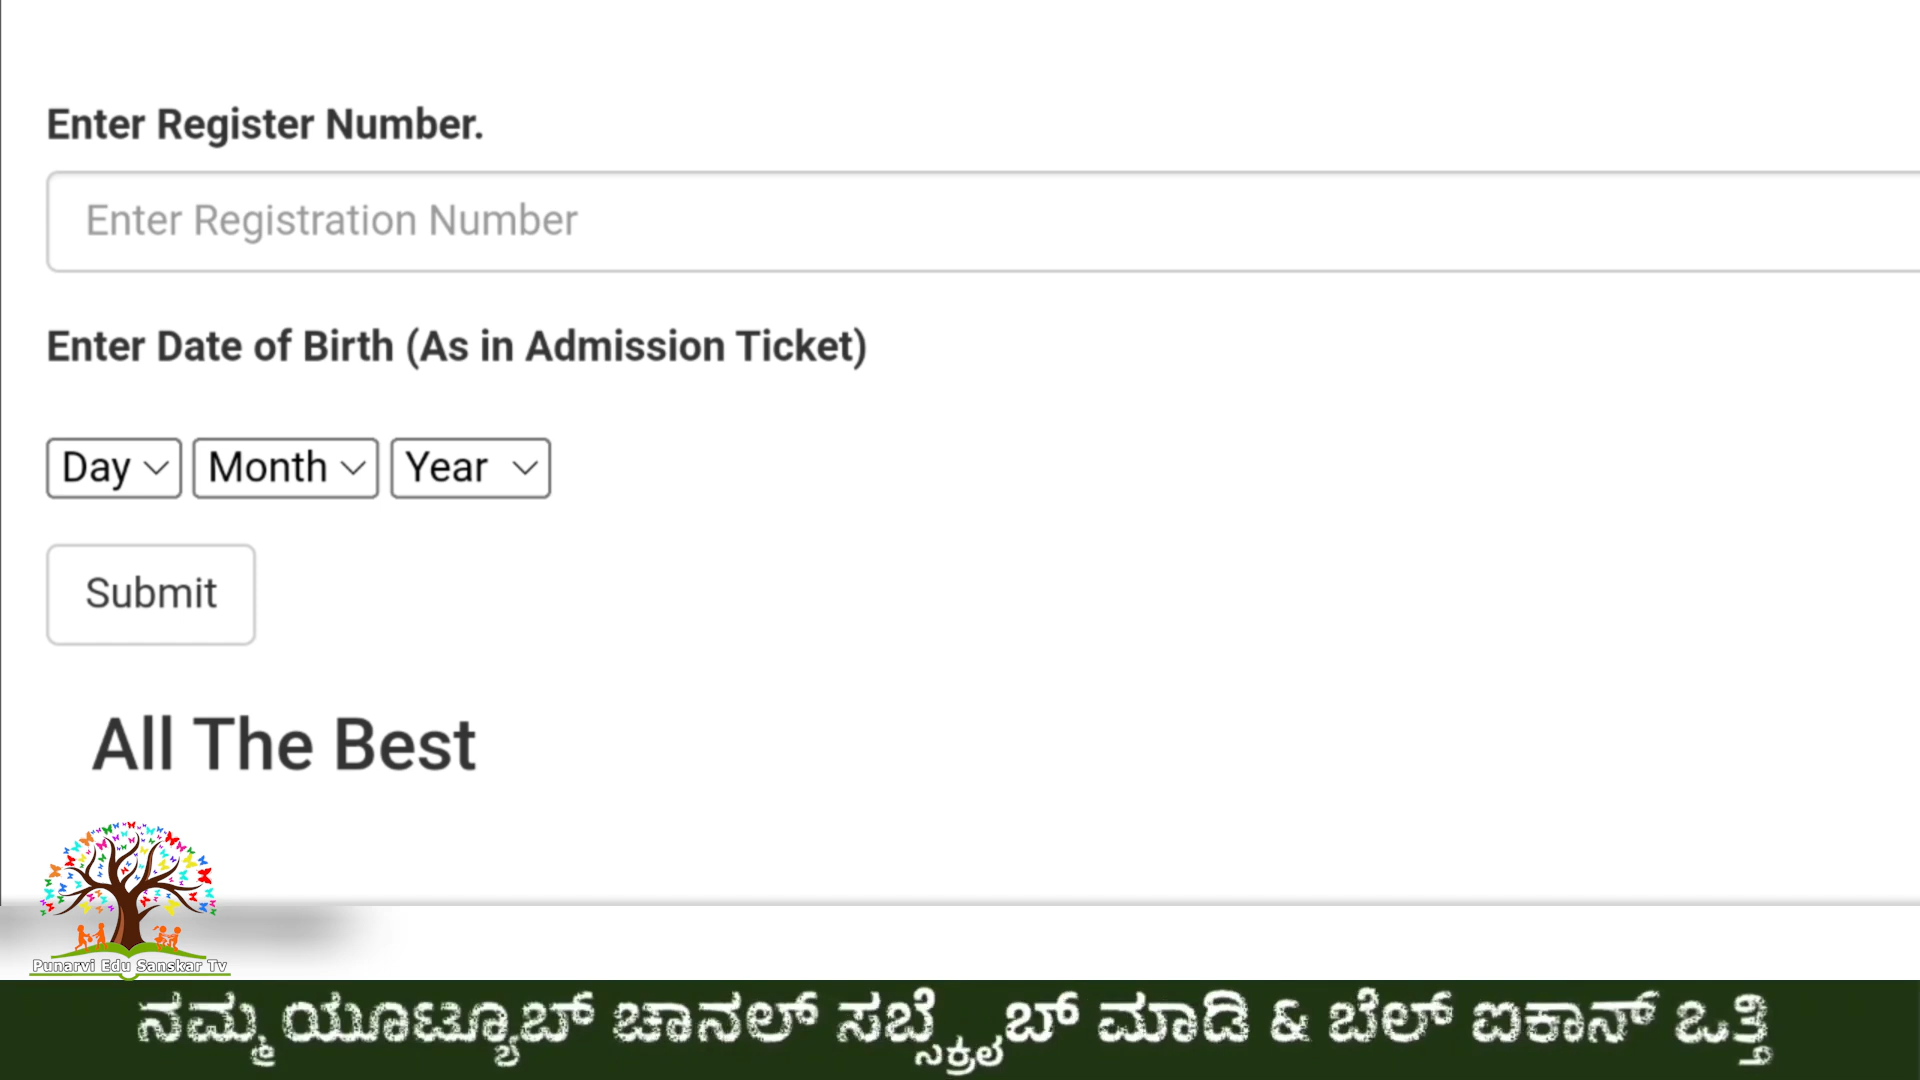 Enter Register Number.
Enter Registration Number
Enter Date of Birth (As in Admission Ticket)
Day Month Year
Submit
All The Best
Punarvi Edu Sanskar Tv
ನಮ್ಮ ಯೂಟ್ಯೂಬ್ ಚಾನಲ್ ಸಬ್ಸ್ಕ್ರೈಬ್ ಮಾಡಿ & ಬೆಲ್ ಐಕಾನ್ ಒತ್ತಿ